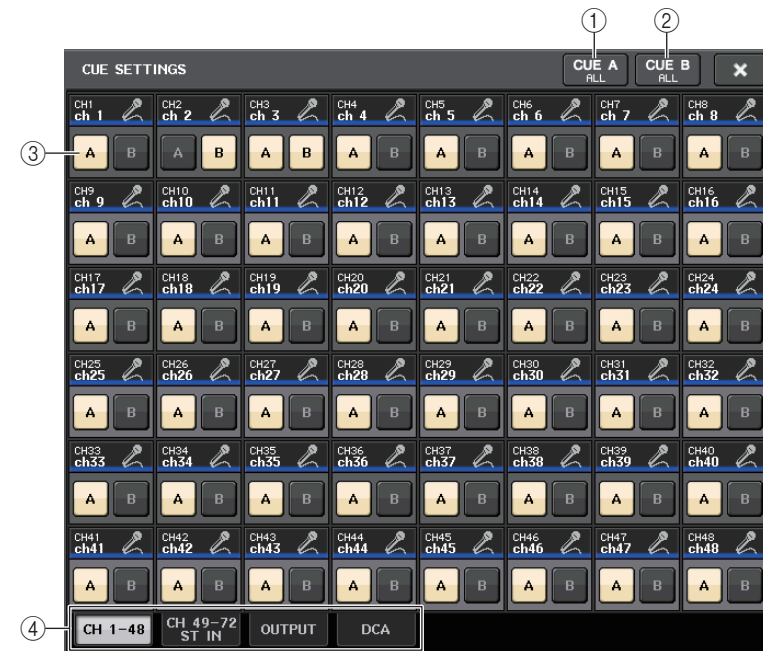 ① ②
CUE SETTINGS CUE A CUE B ×
ALL ALL
CH1 CH2 CH3 CH4 CH5 CH6 CH7 CH8
ch 1 ch 2 ch 3 ch 4 ch 5 ch 6 ch 7 ch 8
③ A B A B A B A B A B A B A B A B
CH9 CH10 CH11 CH12 CH13 CH14 CH15 CH16
ch 9 ch10 ch11 ch12 ch13 ch14 ch15 ch16
A B A B A B A B A B A B A B A B
CH17 CH18 CH19 CH20 CH21 CH22 CH23 CH24
ch17 ch18 ch19 ch20 ch21 ch22 ch23 ch24
A B A B A B A B A B A B A B A B
CH25 CH26 CH27 CH28 CH29 CH30 CH31 CH32
ch25 ch26 ch27 ch28 ch29 ch30 ch31 ch32
A B A B A B A B A B A B A B A B
CH33 CH34 CH35 CH36 CH37 CH38 CH39 CH40
ch33 ch34 ch35 ch36 ch37 ch38 ch39 ch40
A B A B A B A B A B A B A B A B
CH41 CH42 CH43 CH44 CH45 CH46 CH47 CH48
ch41 ch42 ch43 ch44 ch45 ch46 ch47 ch48
A B A B A B A B A B A B A B A B
④ CH 1-48 CH 49-72 OUTPUT DCA
ST IN